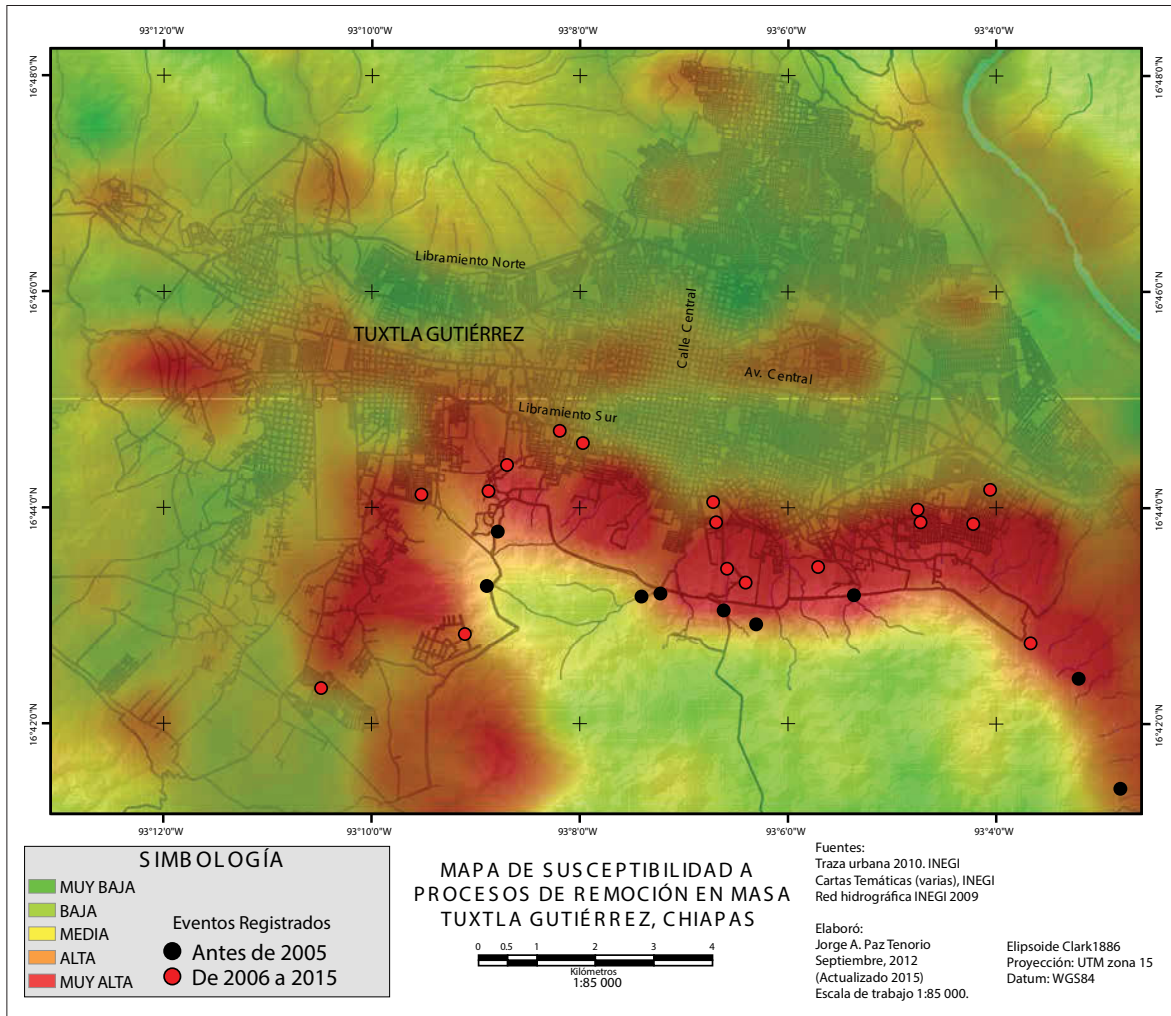 93°12'0"W
93°10'0"W
93°8'0"W
93°6'0"W
93°4'0"W
16°48'0"N
16°48'0"N
Libramiento Norte
Calle Central
16°46'0"N
16°46'0"N
TUXTLA GUTIÉRREZ
Av. Central
Libramiento Sur
16°44'0"N
16°44'0"N
16°42'0"N
16°42'0"N
93°12'0"W
93°10'0"W
93°8'0"W
93°6'0"W
93°4'0"W
SIMBOLOGÍA
MUY BAJA
BAJA
MEDIA
ALTA
MUY ALTA
Eventos Registrados
Antes de 2005
De 2006 a 2015
MAPA DE SUSCEPTIBILIDAD A
PROCESOS DE REMOCIÓN EN MASA
TUXTLA GUTIÉRREZ, CHIAPAS
0 0.5 1 2 3 4
Kilómetros
1:85 000
Fuentes:
Traza urbana 2010. INEGI
Cartas Temáticas (varias), INEGI
Red hidrográfica INEGI 2009
Elaboró:
Jorge A. Paz Tenorio
Septiembre, 2012
(Actualizado 2015)
Escala de trabajo 1:85 000.
Elipsoide Clark1886
Proyección: UTM zona 15
Datum: WGS84